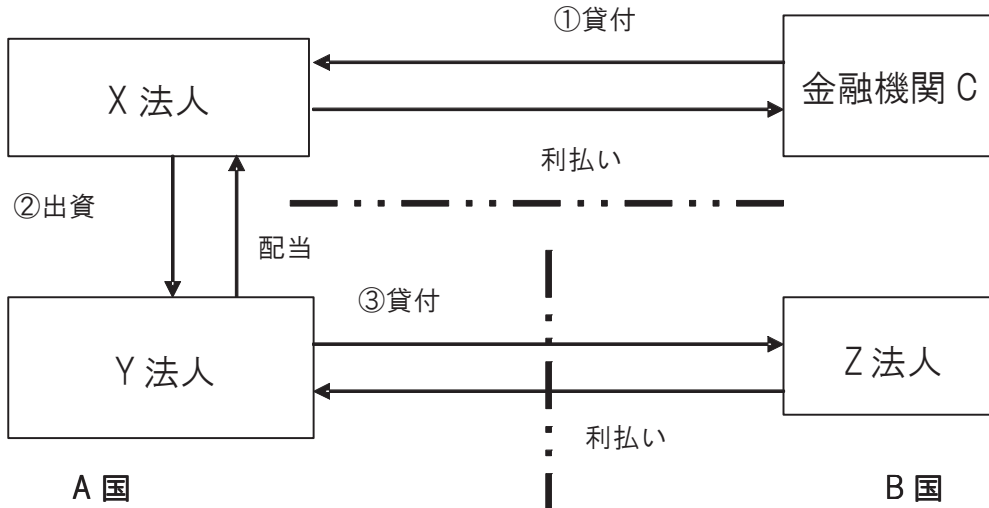 ①貸付
X 法人
金融機関 C
利払い
②出資
配当
③貸付
Y 法人
Z 法人
利払い
A 国
B 国